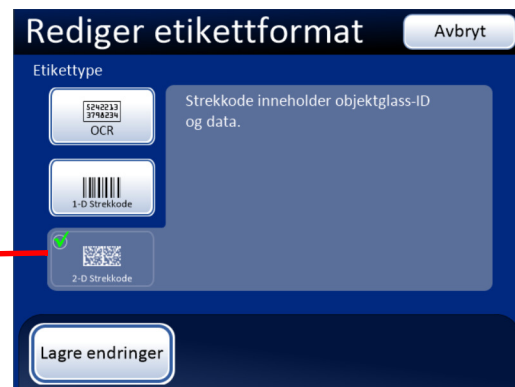 Rediger etikettformat
Avbryt
Etikettype
5242213
3798234
OCR
Strekkode inneholder objektglass-ID
og data.
1-D Strekkode
2-D Strekkode
Lagre endringer